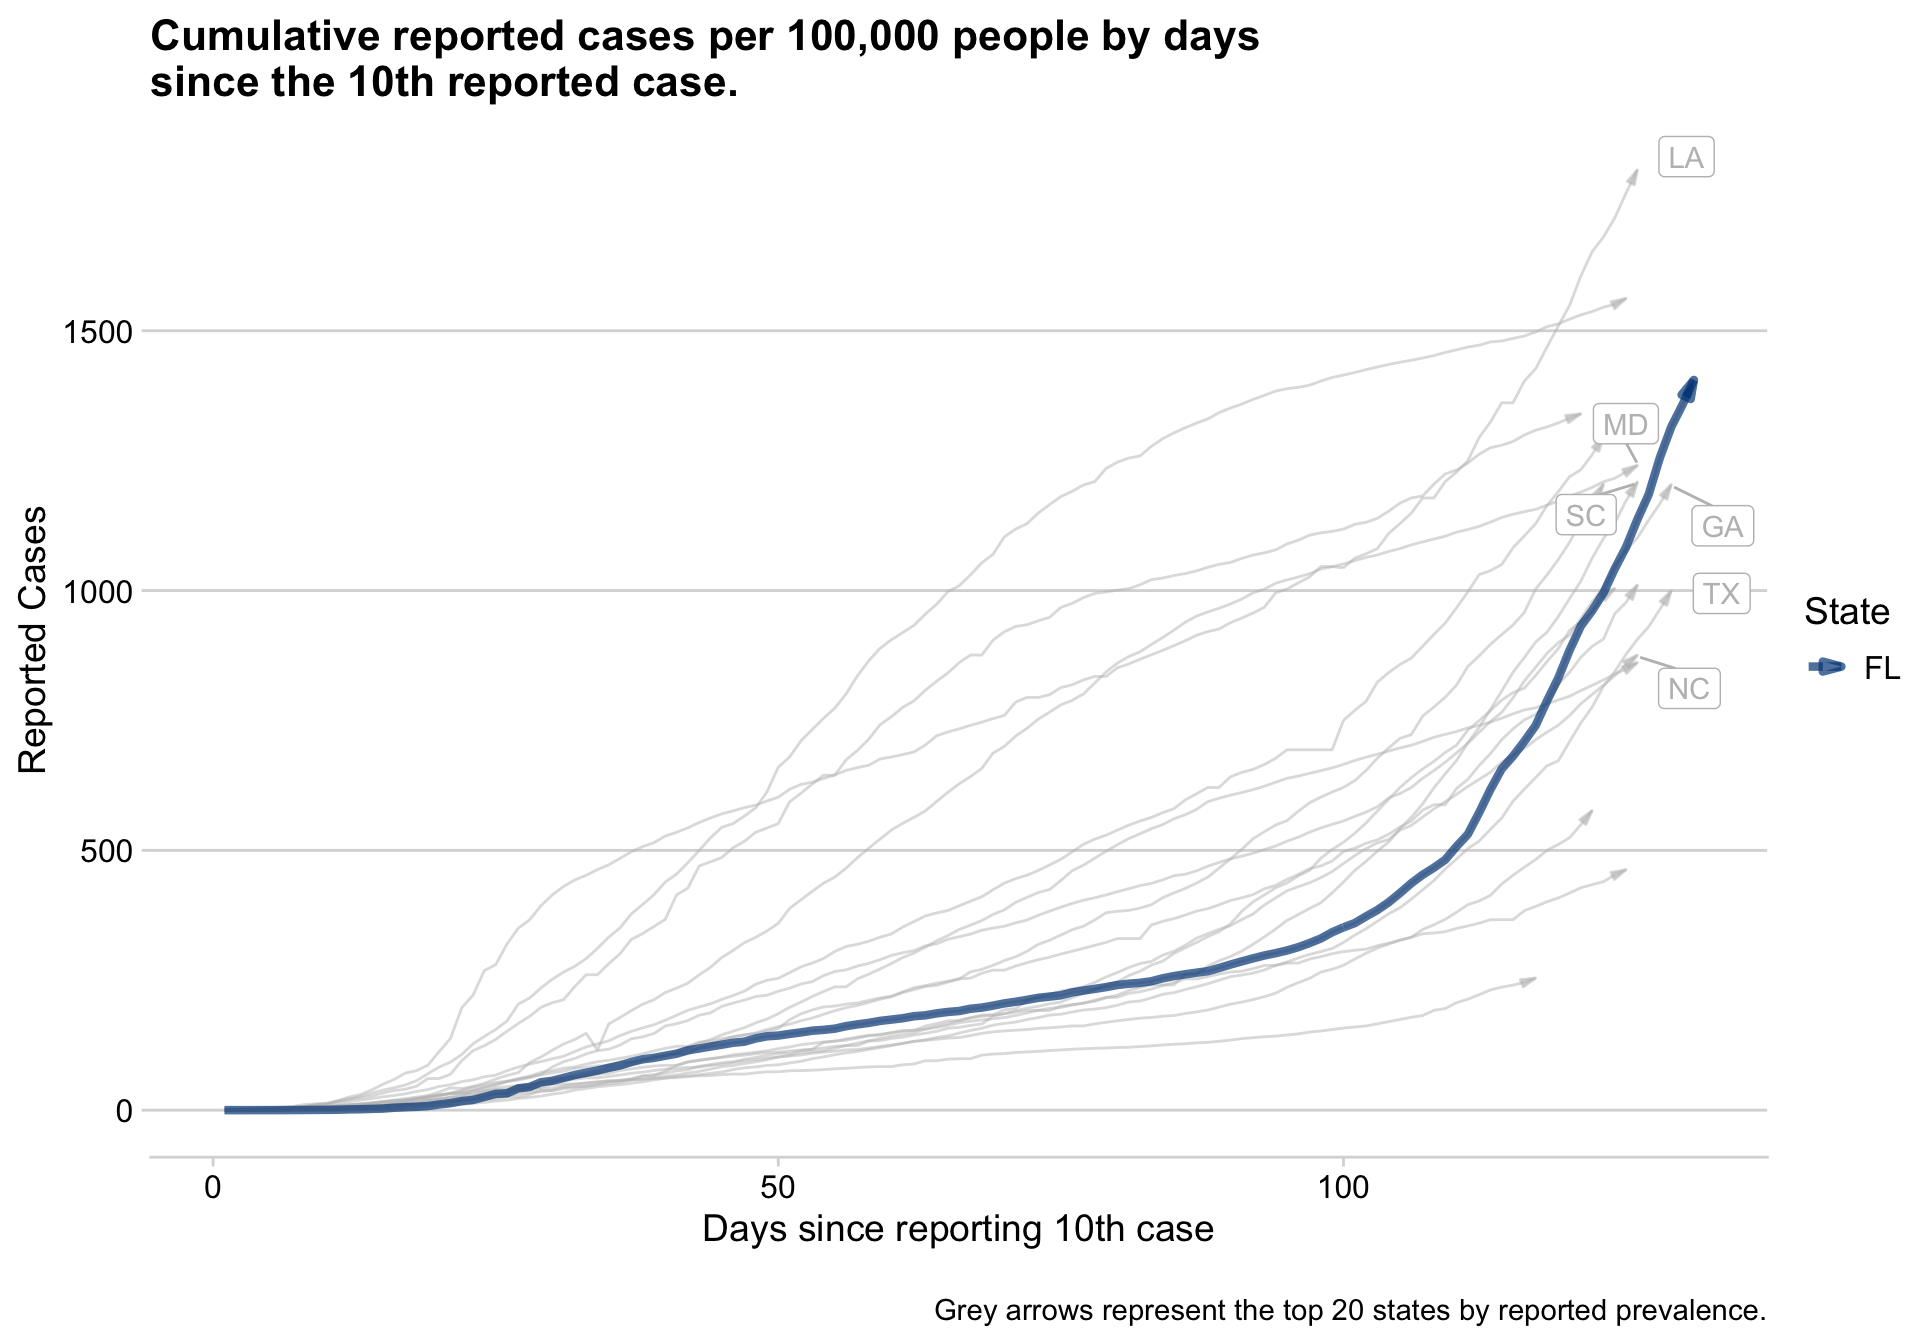 Cumulative reported cases per 100,000 people by days
since the 10th reported case.
LA
1500
MD
SC
GA
1000
TX
State
FL
NC
Reported Cases
500
0
0
50
100
Days since reporting 10th case
Grey arrows represent the top 20 states by reported prevalence.